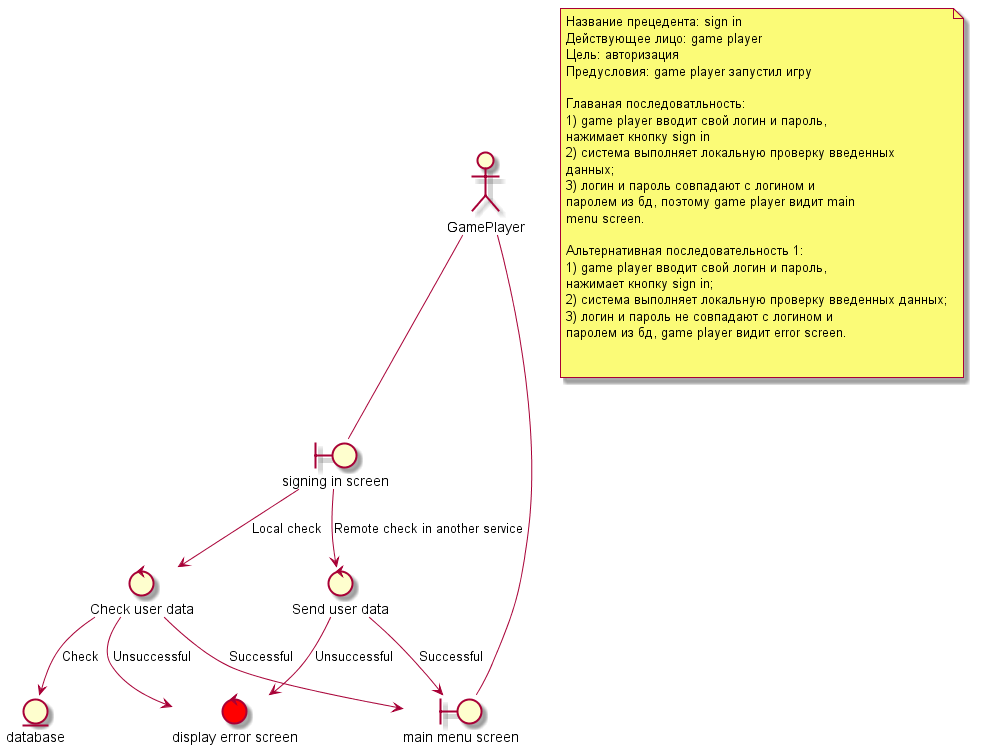 Название прецедента: sign in
Действующее лицо: game player
Цель: авторизация
Предусловия: game player запустил игру
Главаная последоватльность:
1) game player вводит свой логин и пароль,
нажимает кнопку sign in
2) система выполняет локальную проверку введенных
данных;
3) логин и пароль совпадают с логином и
паролем из бд, поэтому game player видит main
menu screen.
Альтернативная последовательность 1:
1) game player вводит свой логин и пароль,
нажимает кнопку sign in;
2) система выполняет локальную проверку введенных данных;
3) логин и пароль не совпадают с логином и
паролем из бд, game player видит error screen.
GamePlayer
signing in screen
Local check
Remote check in another service
Check user data
Send user data
Check
Unsuccessful
Successful
Unsuccessful
Successful
database
display error screen
main menu screen